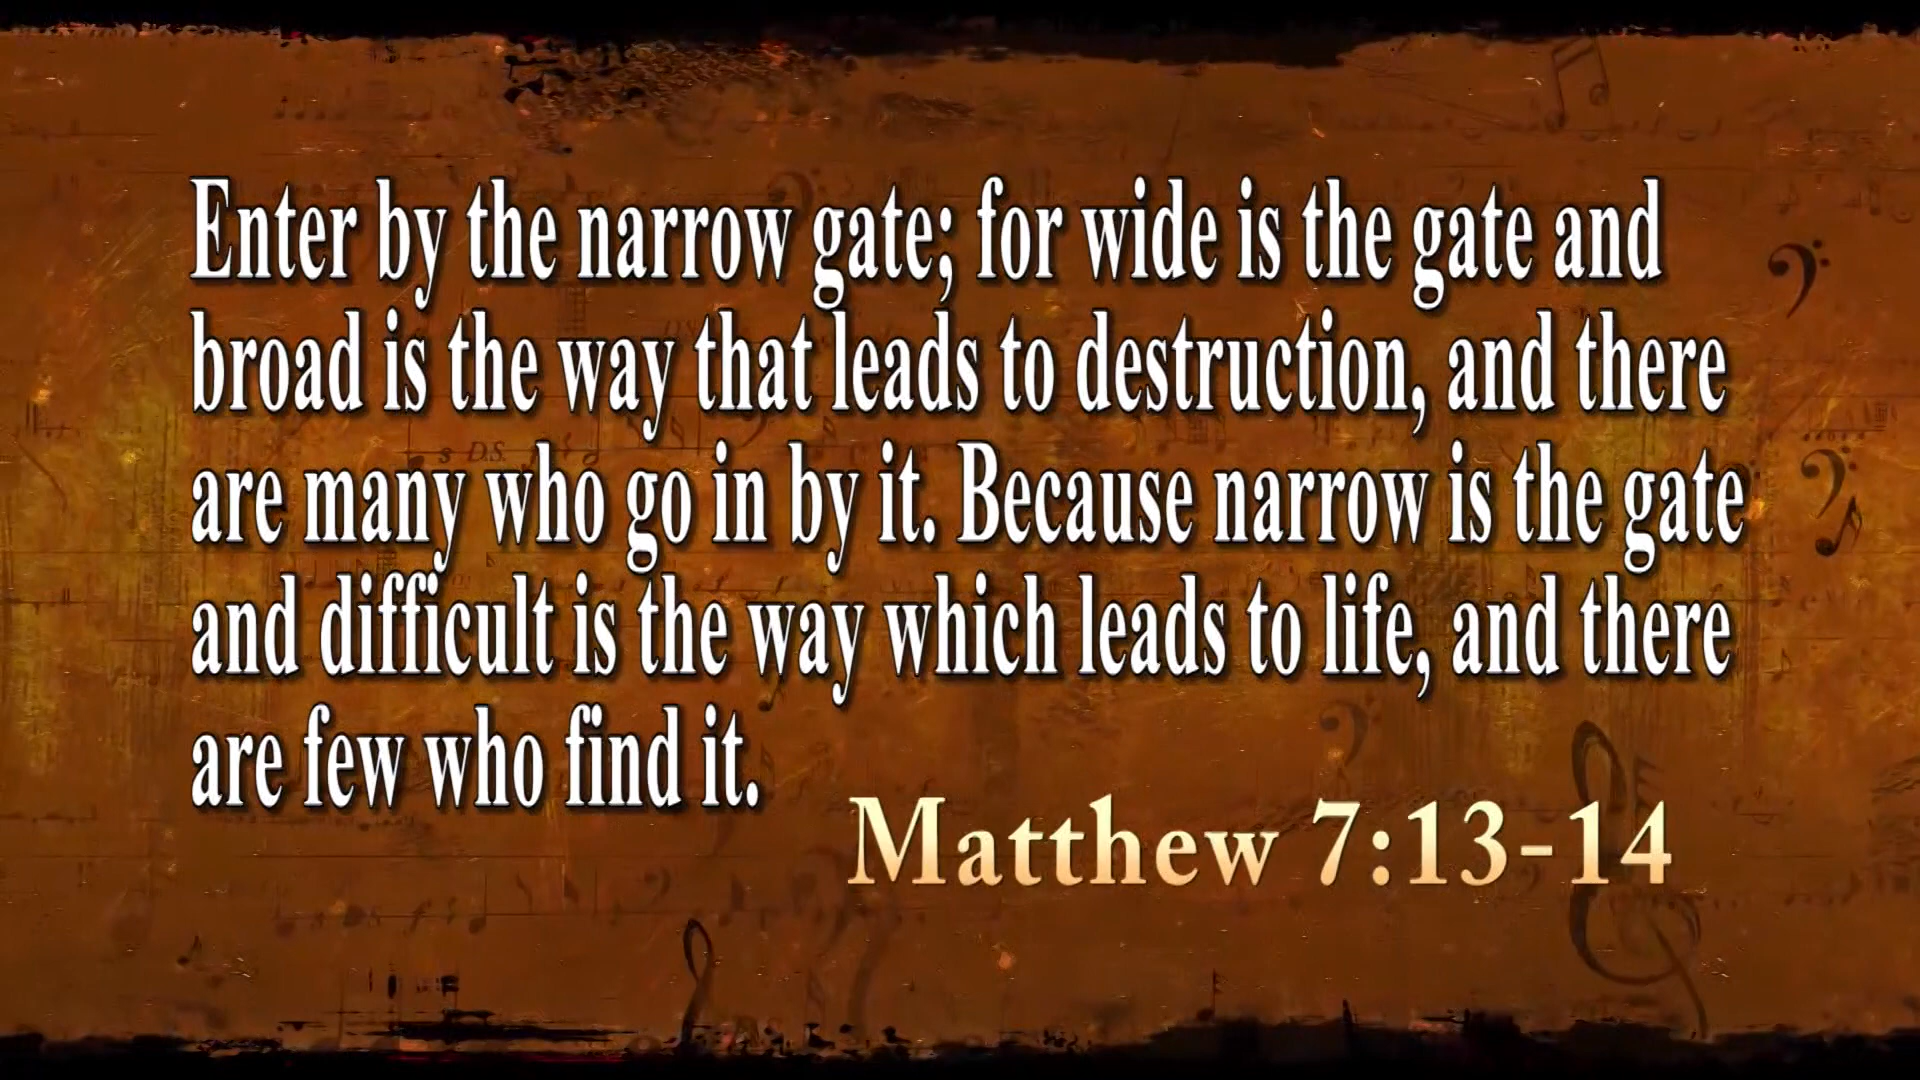 Enter by the narrow gate; for wide is the gate and
broad is the way that leads to destruction, and there
are many who go in by it. Because narrow is the gate
and difficult is the way which leads to life, and there
are few who find it.
Matthew 7:13-14
D.S.